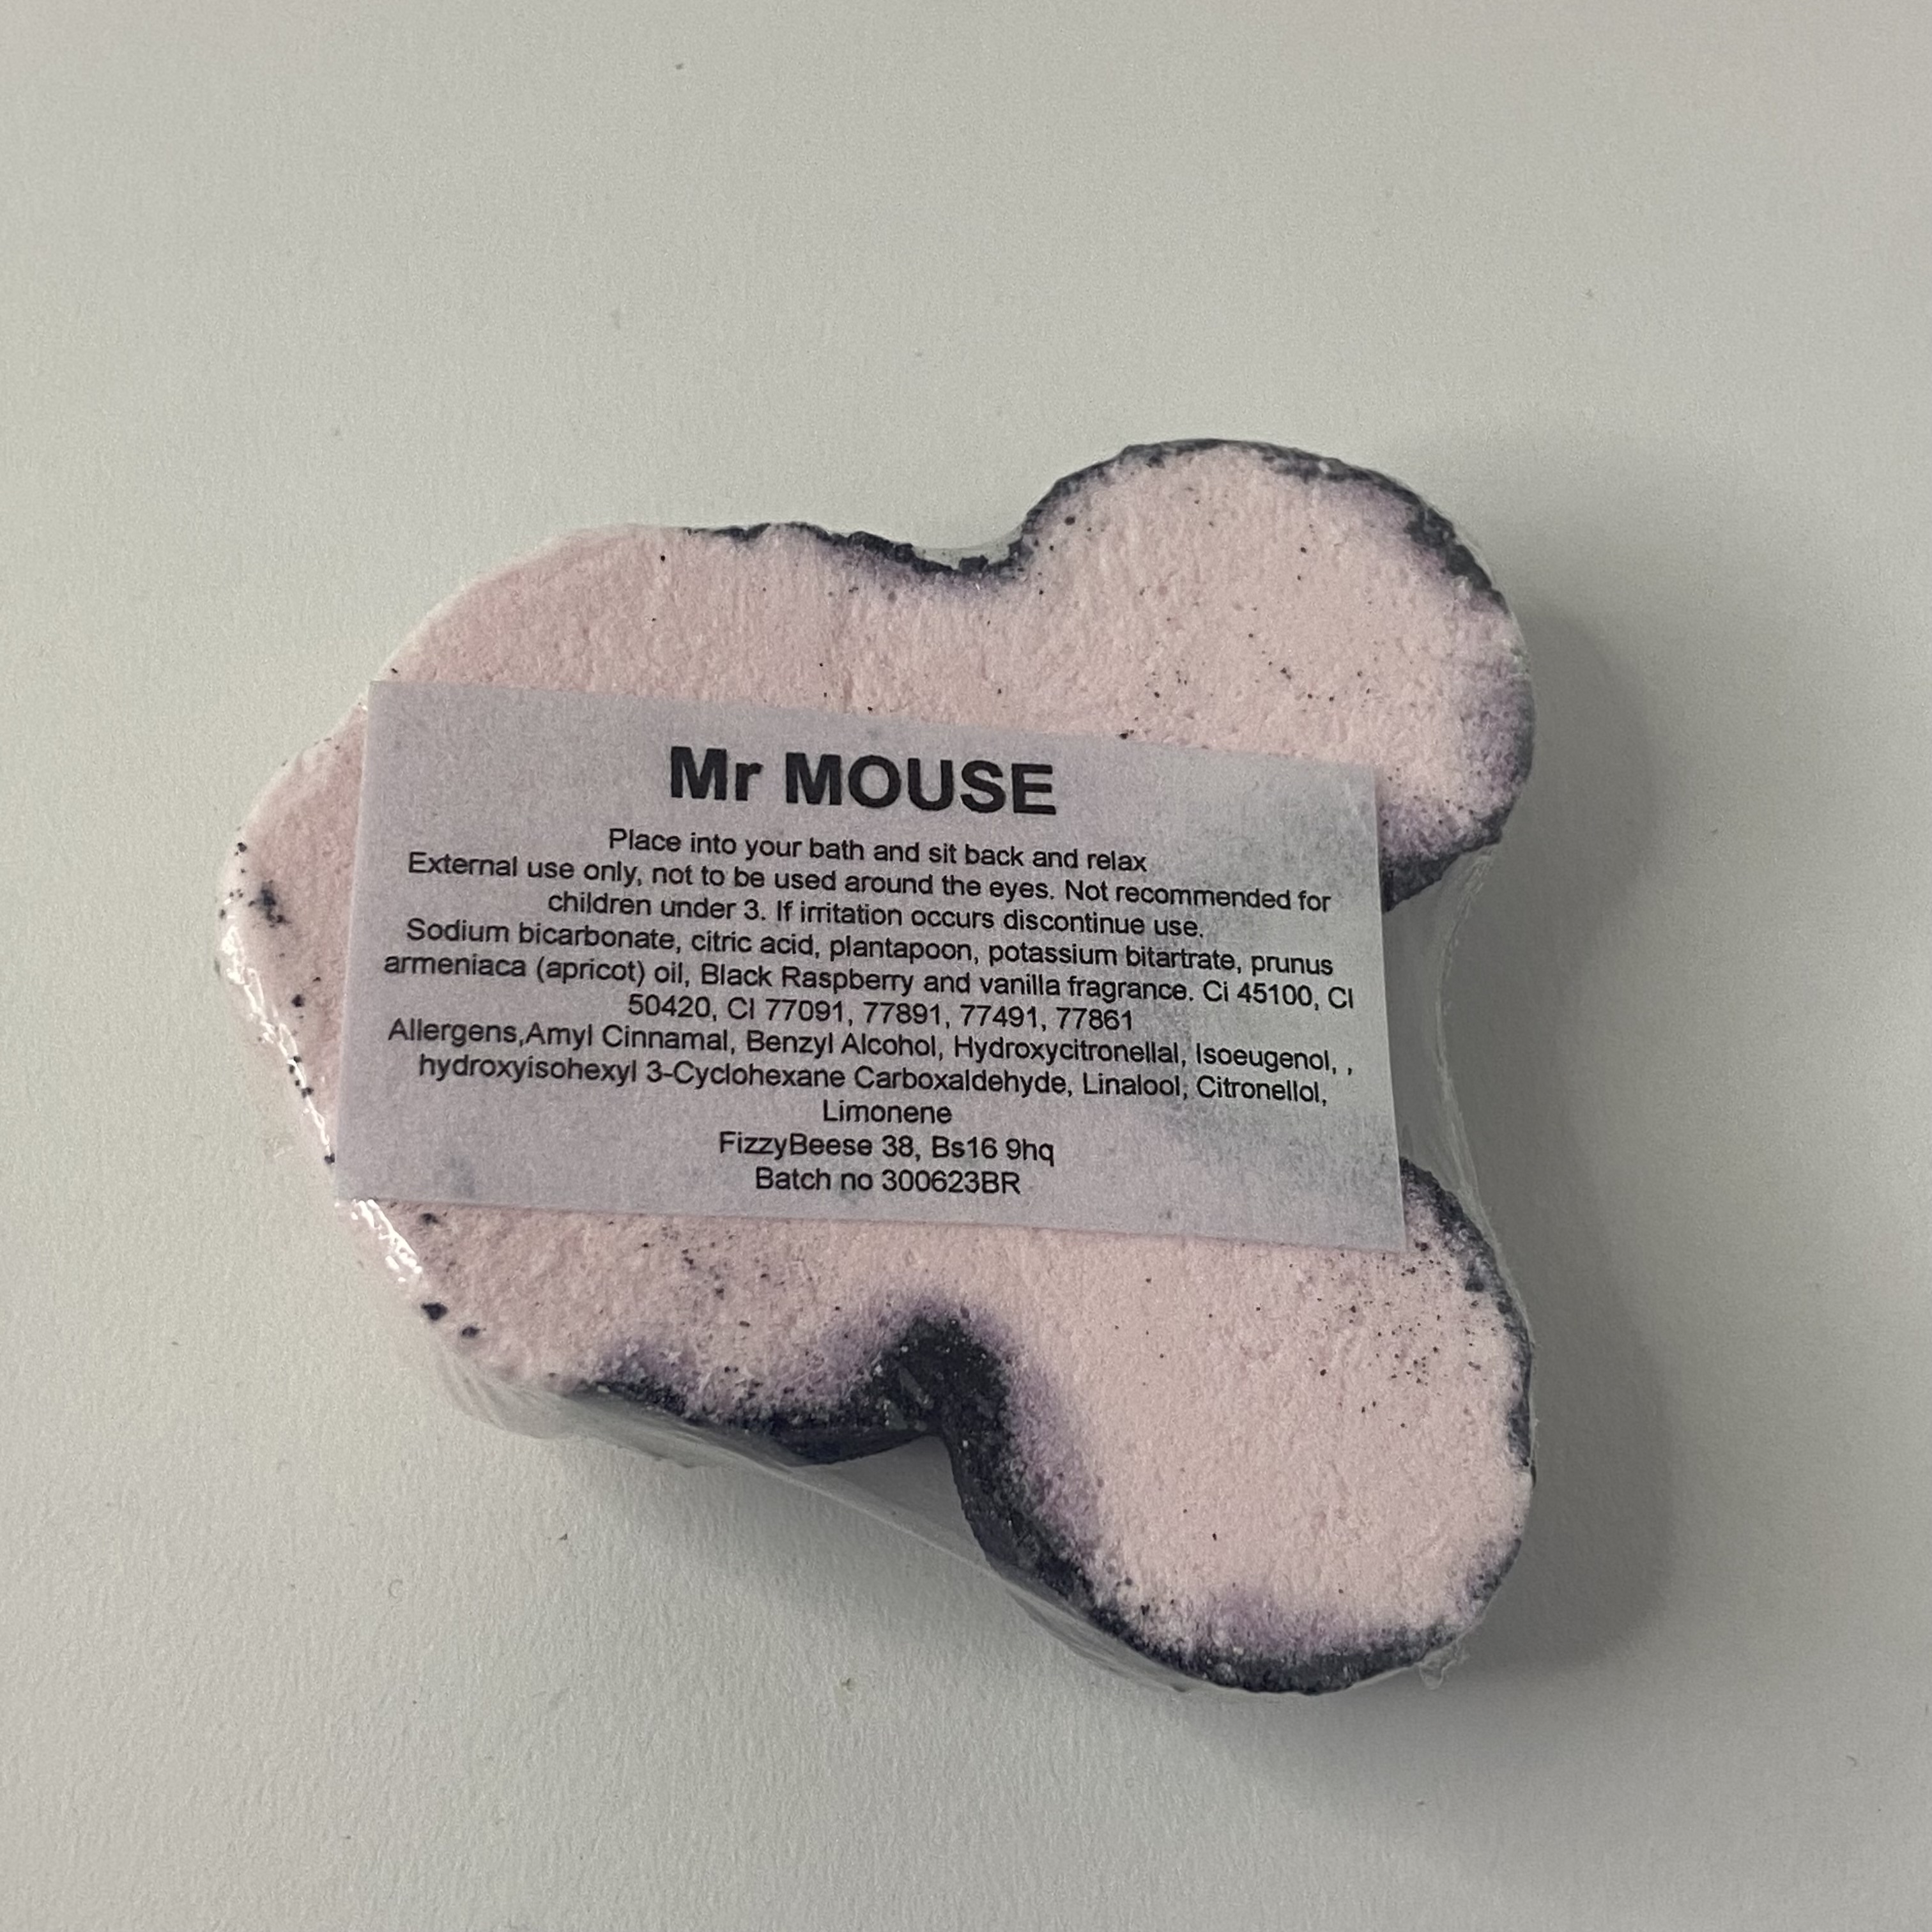 Mr MOUSE
Place into your bath and sit back and relax
External use only, not to be used around the eyes. Not recommended for
children under 3. If irritation occurs discontinue use.
Sodium bicarbonate, citric acid, plantapoon, potassium bitartrate, prunus
armeniaca (apricot) oil, Black Raspberry and vanilla fragrance. Ci 45100, CI
50420, CI 77091, 77891, 77491, 77861
Allergens,Amyl Cinnamal, Benzyl Alcohol, Hydroxycitronellal, Isoeugenol, ,
hydroxyisohexyl 3-Cyclohexane Carboxaldehyde, Linalool, Citronellol,
Limonene
FizzyBeese 38, Bs16 9hq
Batch no 300623BR